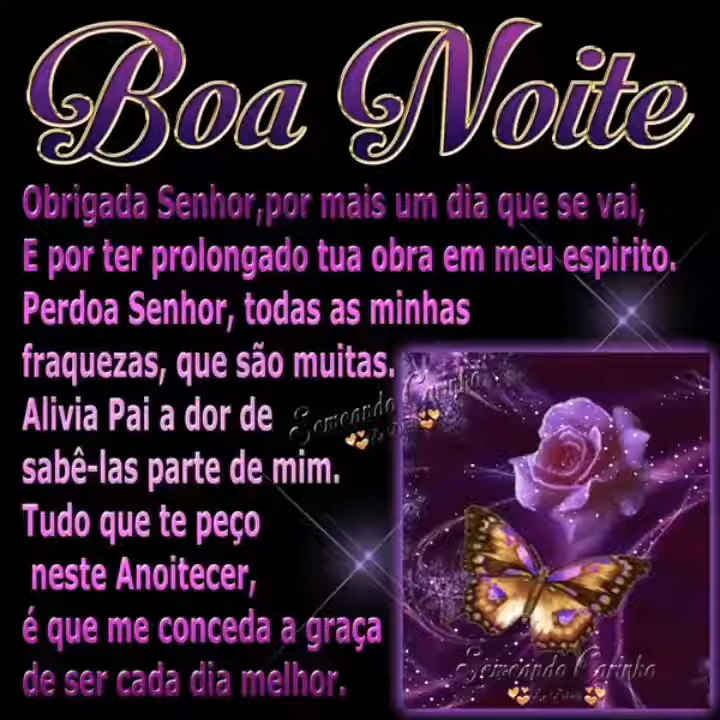 Boa Noite
Obrigada Senhor,por mais um dia que se vai,
E por ter prolongado tua obra em meu espirito.
Perdoa Senhor, todas as minhas
fraquezas, que são muitas.
Alivia Pai a dor de
sabê-las parte de mim.
Tudo que te peço
neste Anoitecer,
é que me conceda a graça
de ser cada dia melhor.
Semeando Carinho
Semeando Carinho